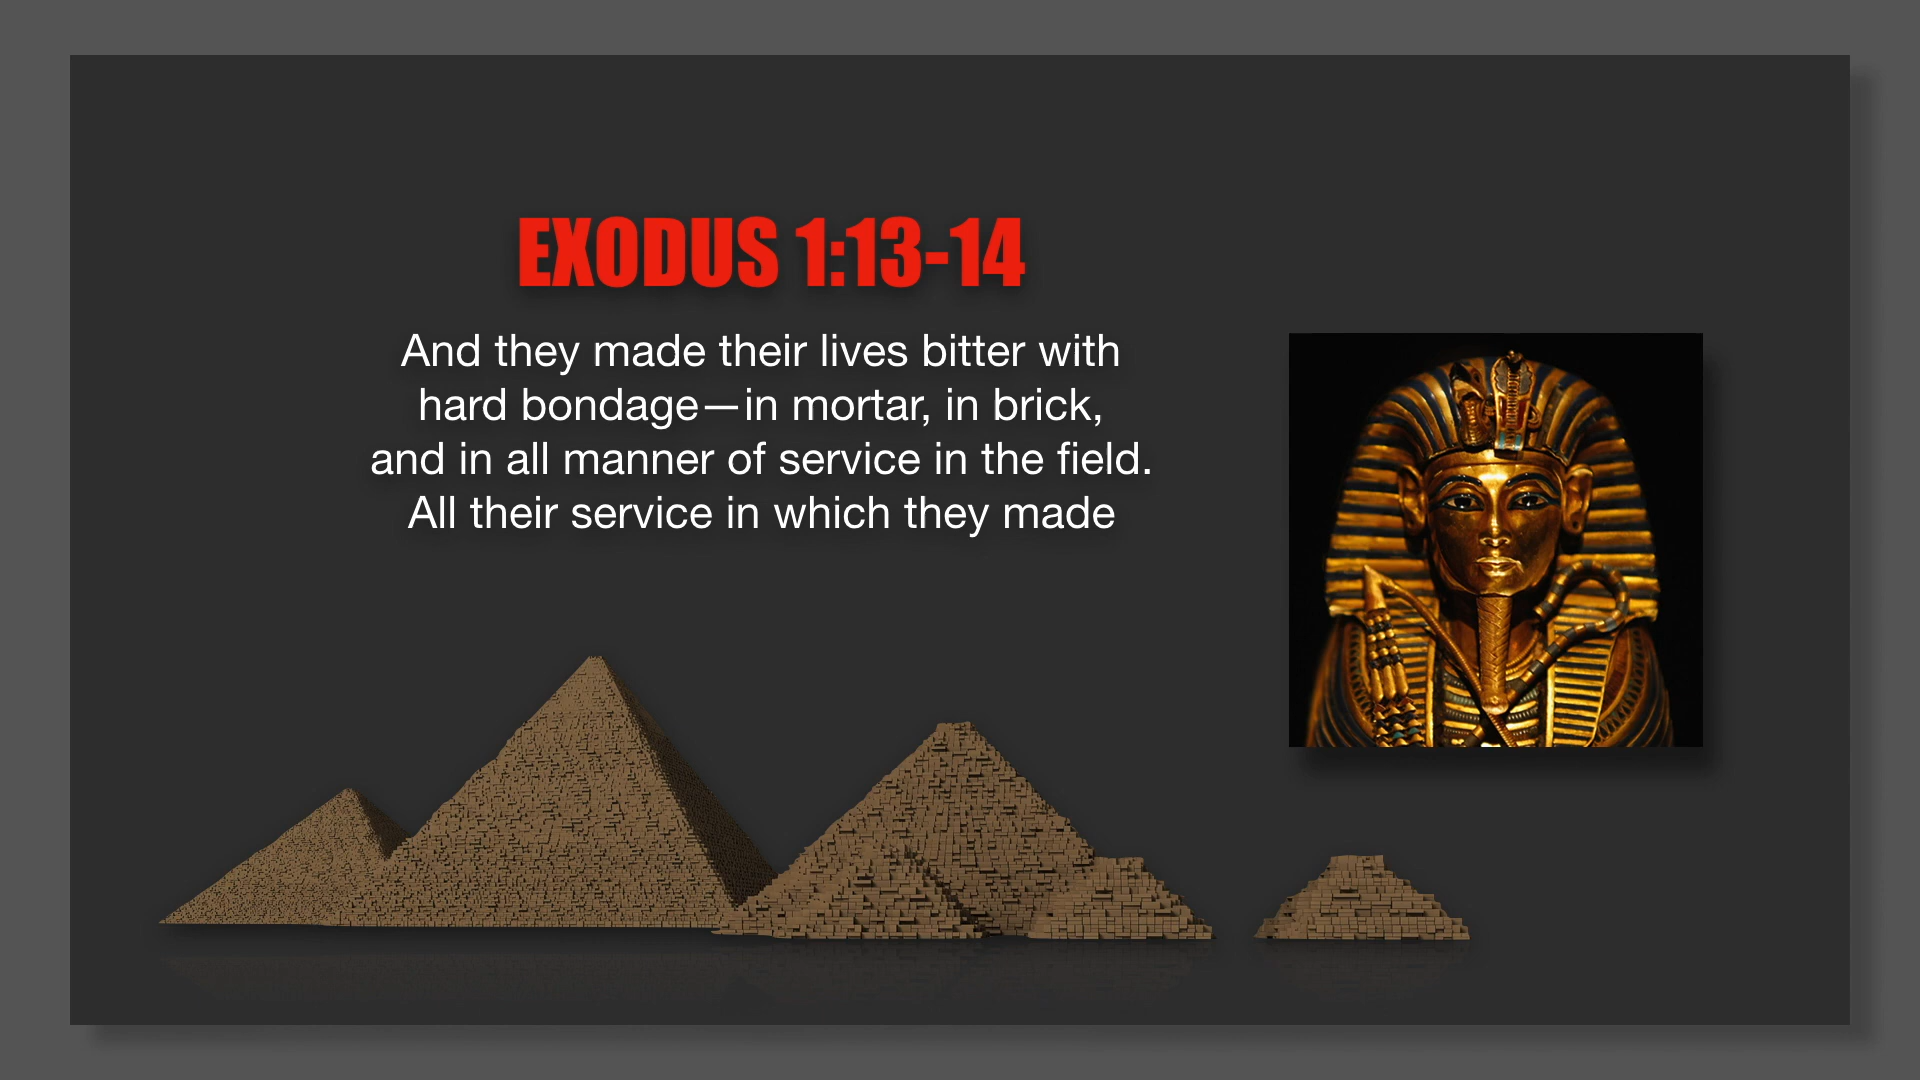 EXODUS 1:13-14
And they made their lives bitter with
hard bondage—in mortar, in brick,
and in all manner of service in the field.
All their service in which they made